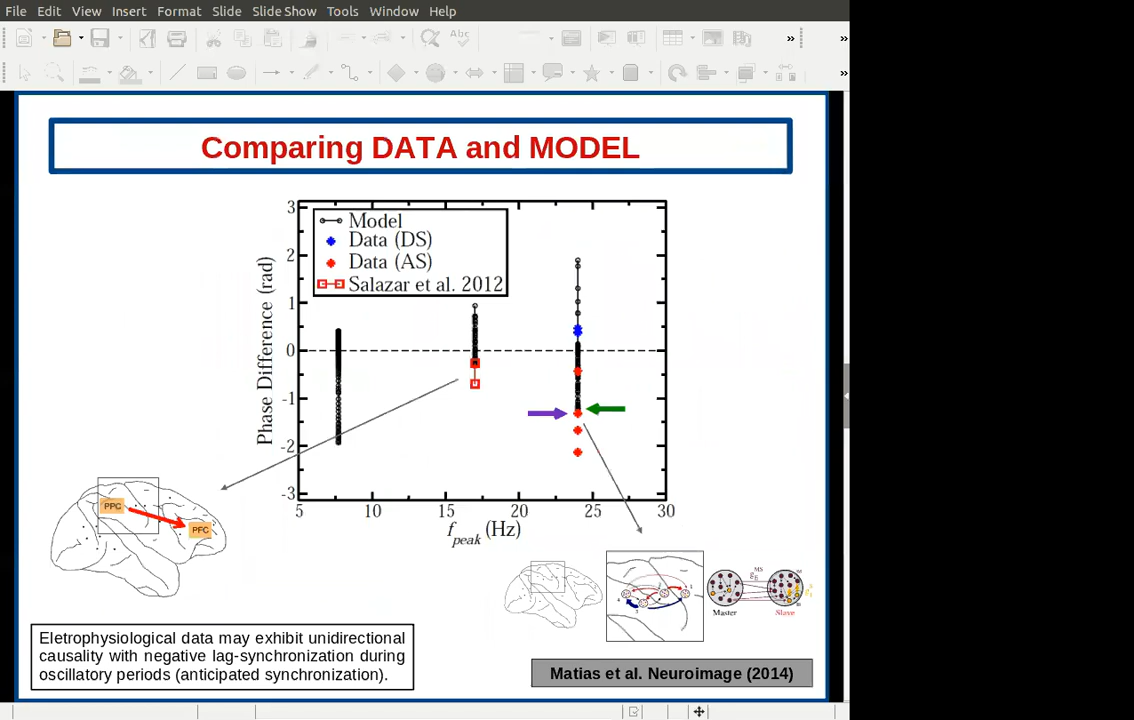 File Edit View Insert Format Slide Slide Show Tools Window Help
Comparing DATA and MODEL
Model
Data (DS)
Data (AS)
Salazar et al. 2012
Phase Difference (rad)
3
2
1
0
-1
-2
-3
5 10 15 20 25 30
fpeak (Hz)
PPC
PFC
MS
Master
Slave
Eletrophysiological data may exhibit unidirectional
causality with negative lag-synchronization during
oscillatory periods (anticipated synchronization).
Matias et al. Neuroimage (2014)